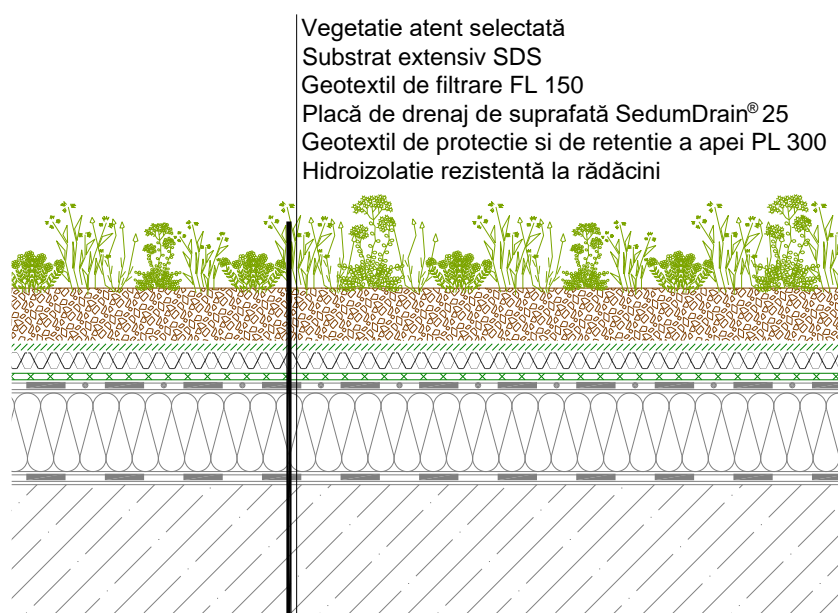 Vegetatie atent selectată
Substrat extensiv SDS
Geotextil de filtrare FL 150
Placă de drenaj de suprafată SedumDrain® 25
Geotextil de protectie si de retentie a apei PL 300
Hidroizolatie rezistentă la rădăcini